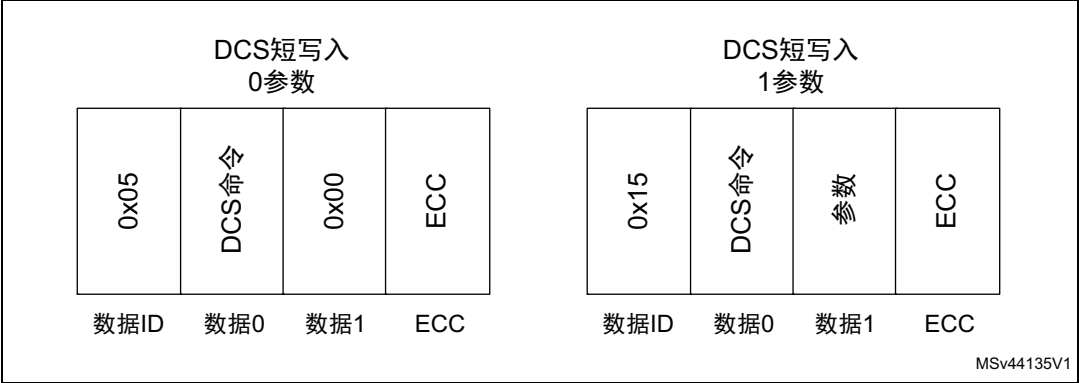 DCS短写入
0参数
DCS短写入
1参数
0x05
DCS命令
0x00
ECC
0x15
DCS命令
参数
ECC
数据ID 数据0 数据1 ECC
数据ID 数据0 数据1 ECC
MSv44135V1